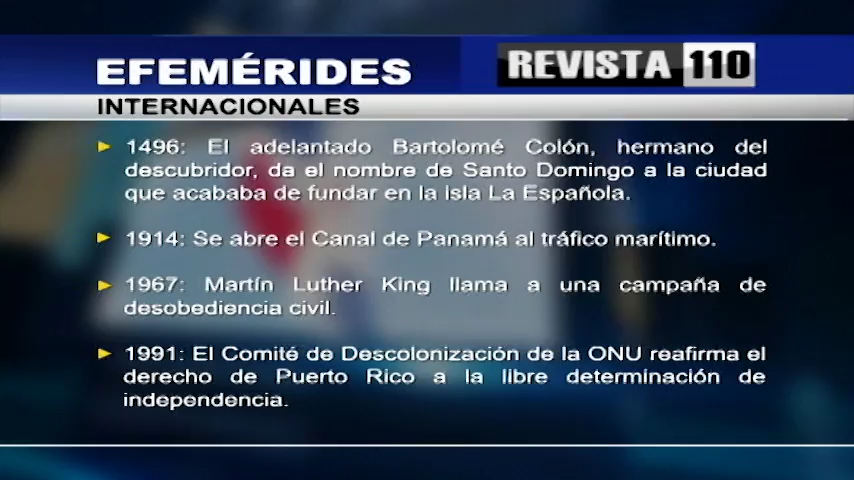 EFEMÉRIDES
REVISTA 110
INTERNACIONALES
1496: El adelantado Bartolomé Colón, hermano del
descubridor, da el nombre de Santo Domingo a la ciudad
que acababa de fundar en la isla La Española.
1914: Se abre el Canal de Panamá al tráfico marítimo.
1967: Martín Luther King llama a una campaña de
desobediencia civil.
1991: El Comité de Descolonización de la ONU reafirma el
derecho de Puerto Rico a la libre determinación de
independencia.